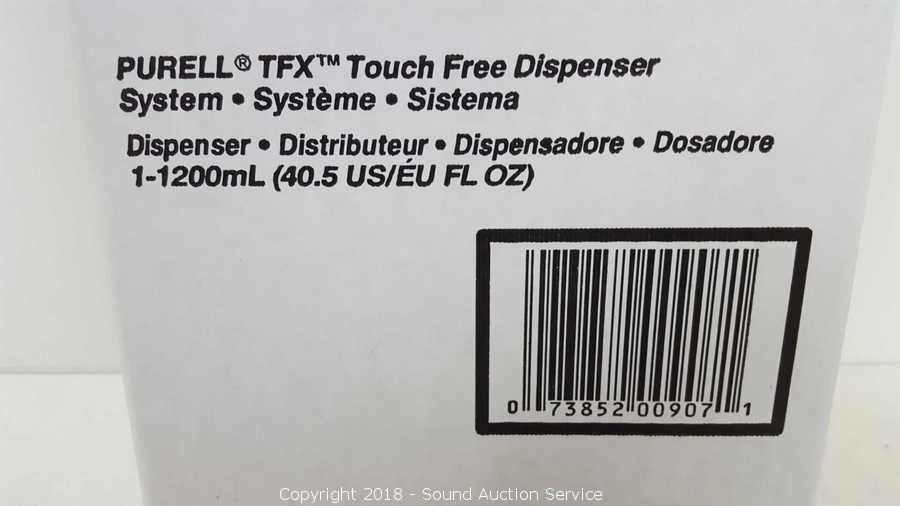 PURELL® TFX™ Touch Free Dispenser
System • Système • Sistema
Dispenser • Distributeur • Dispensadore • Dosadore
1-1200mL (40.5 US/ÉU FL OZ)
0 73852 00907 1
Copyright 2018 - Sound Auction Service